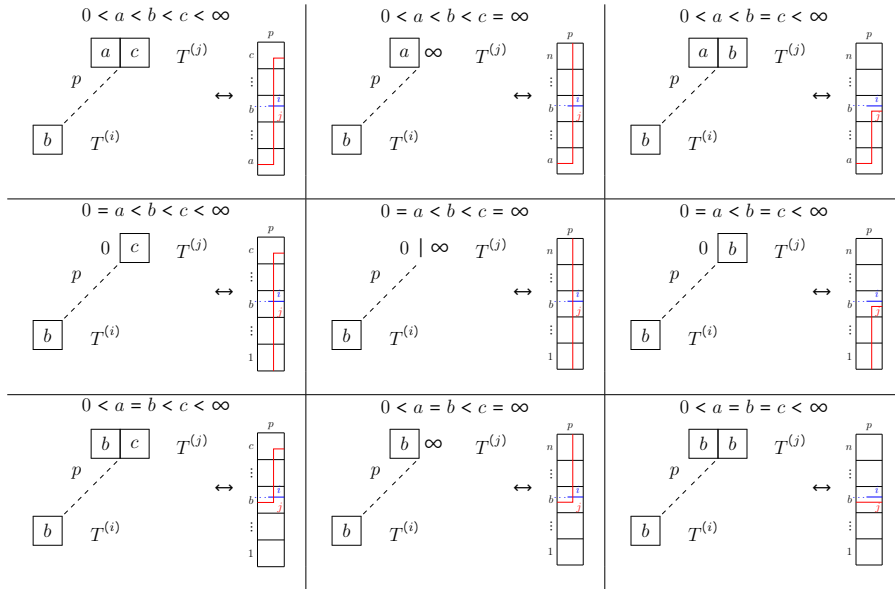 0 < a < b < c < ∞
p
a c T^(j)
c
⋮
p
↔
i
b
j
b T^(i)
⋮
a
0 < a < b < c = ∞
p
a ∞ T^(j)
n
⋮
p
↔
i
b
j
b T^(i)
⋮
a
0 < a < b = c < ∞
p
a b T^(j)
n
⋮
p
↔
i
b
j
b T^(i)
⋮
a
0 = a < b < c < ∞
p
0 c T^(j)
c
⋮
p
↔
i
b
j
b T^(i)
⋮
1
0 = a < b < c = ∞
p
0 | ∞ T^(j)
n
⋮
p
↔
i
b
j
b T^(i)
⋮
1
0 = a < b = c < ∞
p
0 b T^(j)
n
⋮
p
↔
i
b
j
b T^(i)
⋮
1
0 < a = b < c < ∞
p
b c T^(j)
c
⋮
p
↔
i
b
j
b T^(i)
⋮
1
0 < a = b < c = ∞
p
b ∞ T^(j)
n
⋮
p
↔
i
b
j
b T^(i)
⋮
1
0 < a = b = c < ∞
p
b b T^(j)
n
⋮
p
↔
i
b
j
b T^(i)
⋮
1